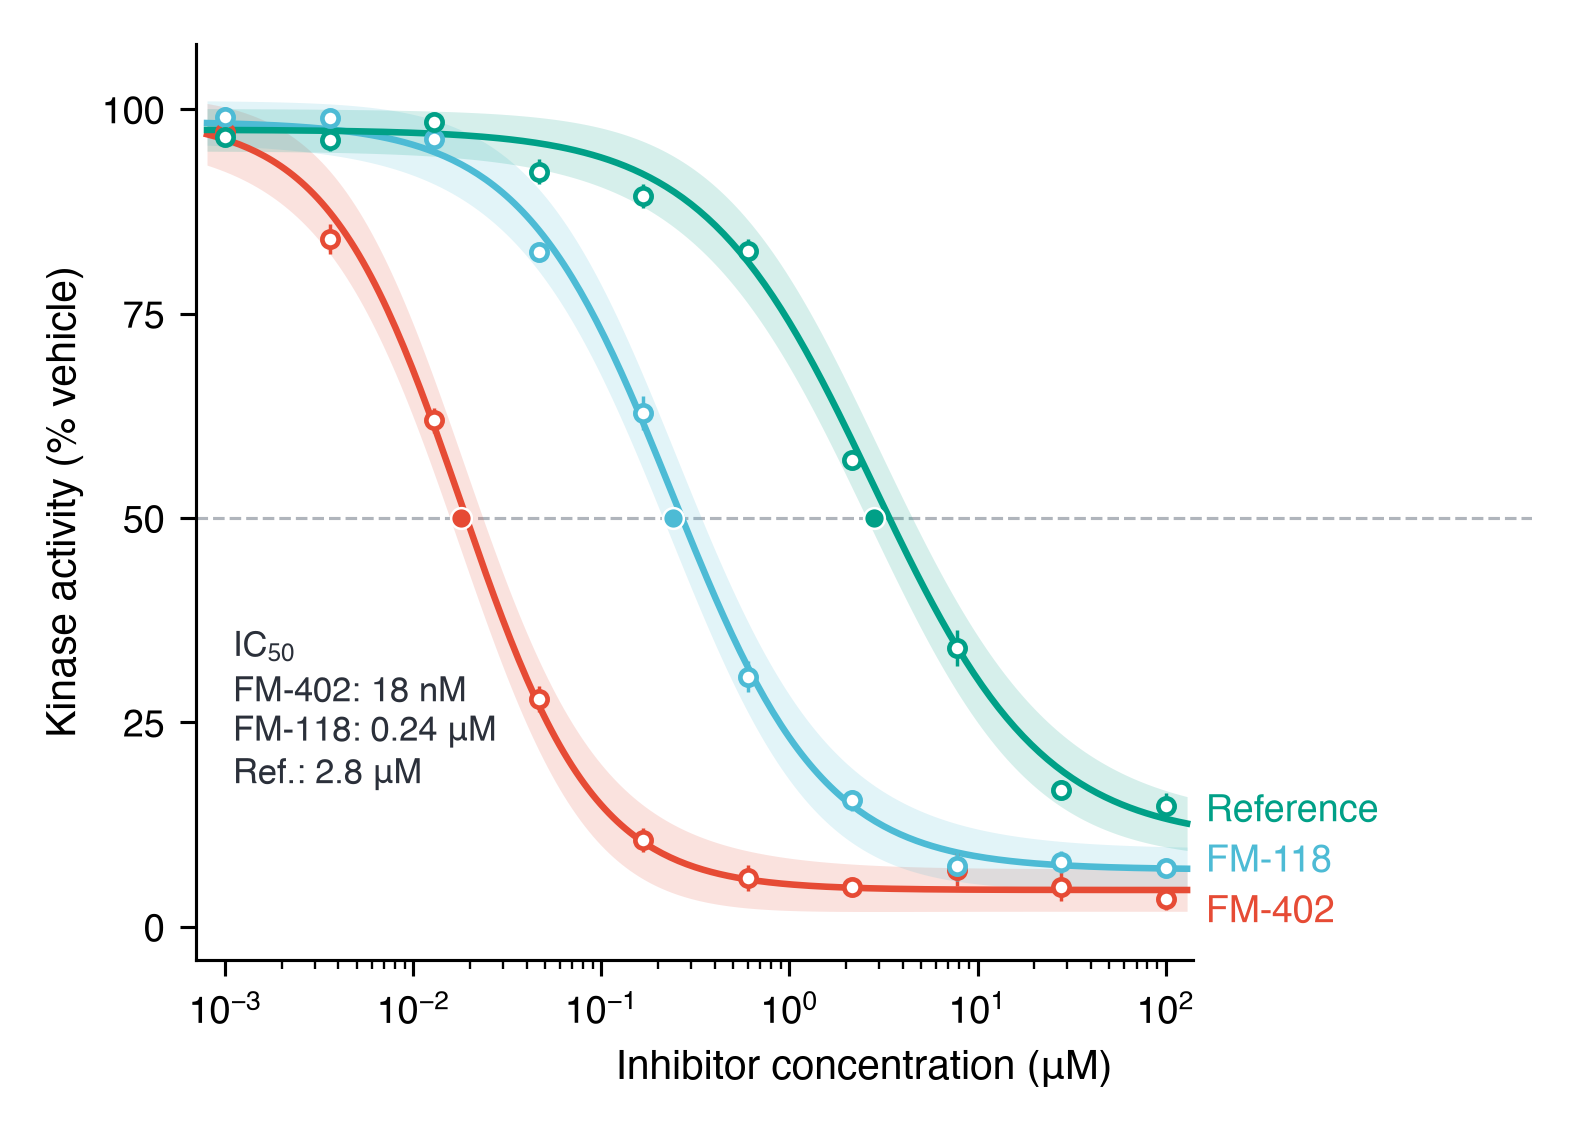 100
75
50
25
0
Kinase activity (% vehicle)
IC₅₀
FM-402: 18 nM
FM-118: 0.24 µM
Ref.: 2.8 µM
Reference
FM-118
FM-402
10⁻³ 10⁻² 10⁻¹ 10⁰ 10¹ 10²
Inhibitor concentration (µM)